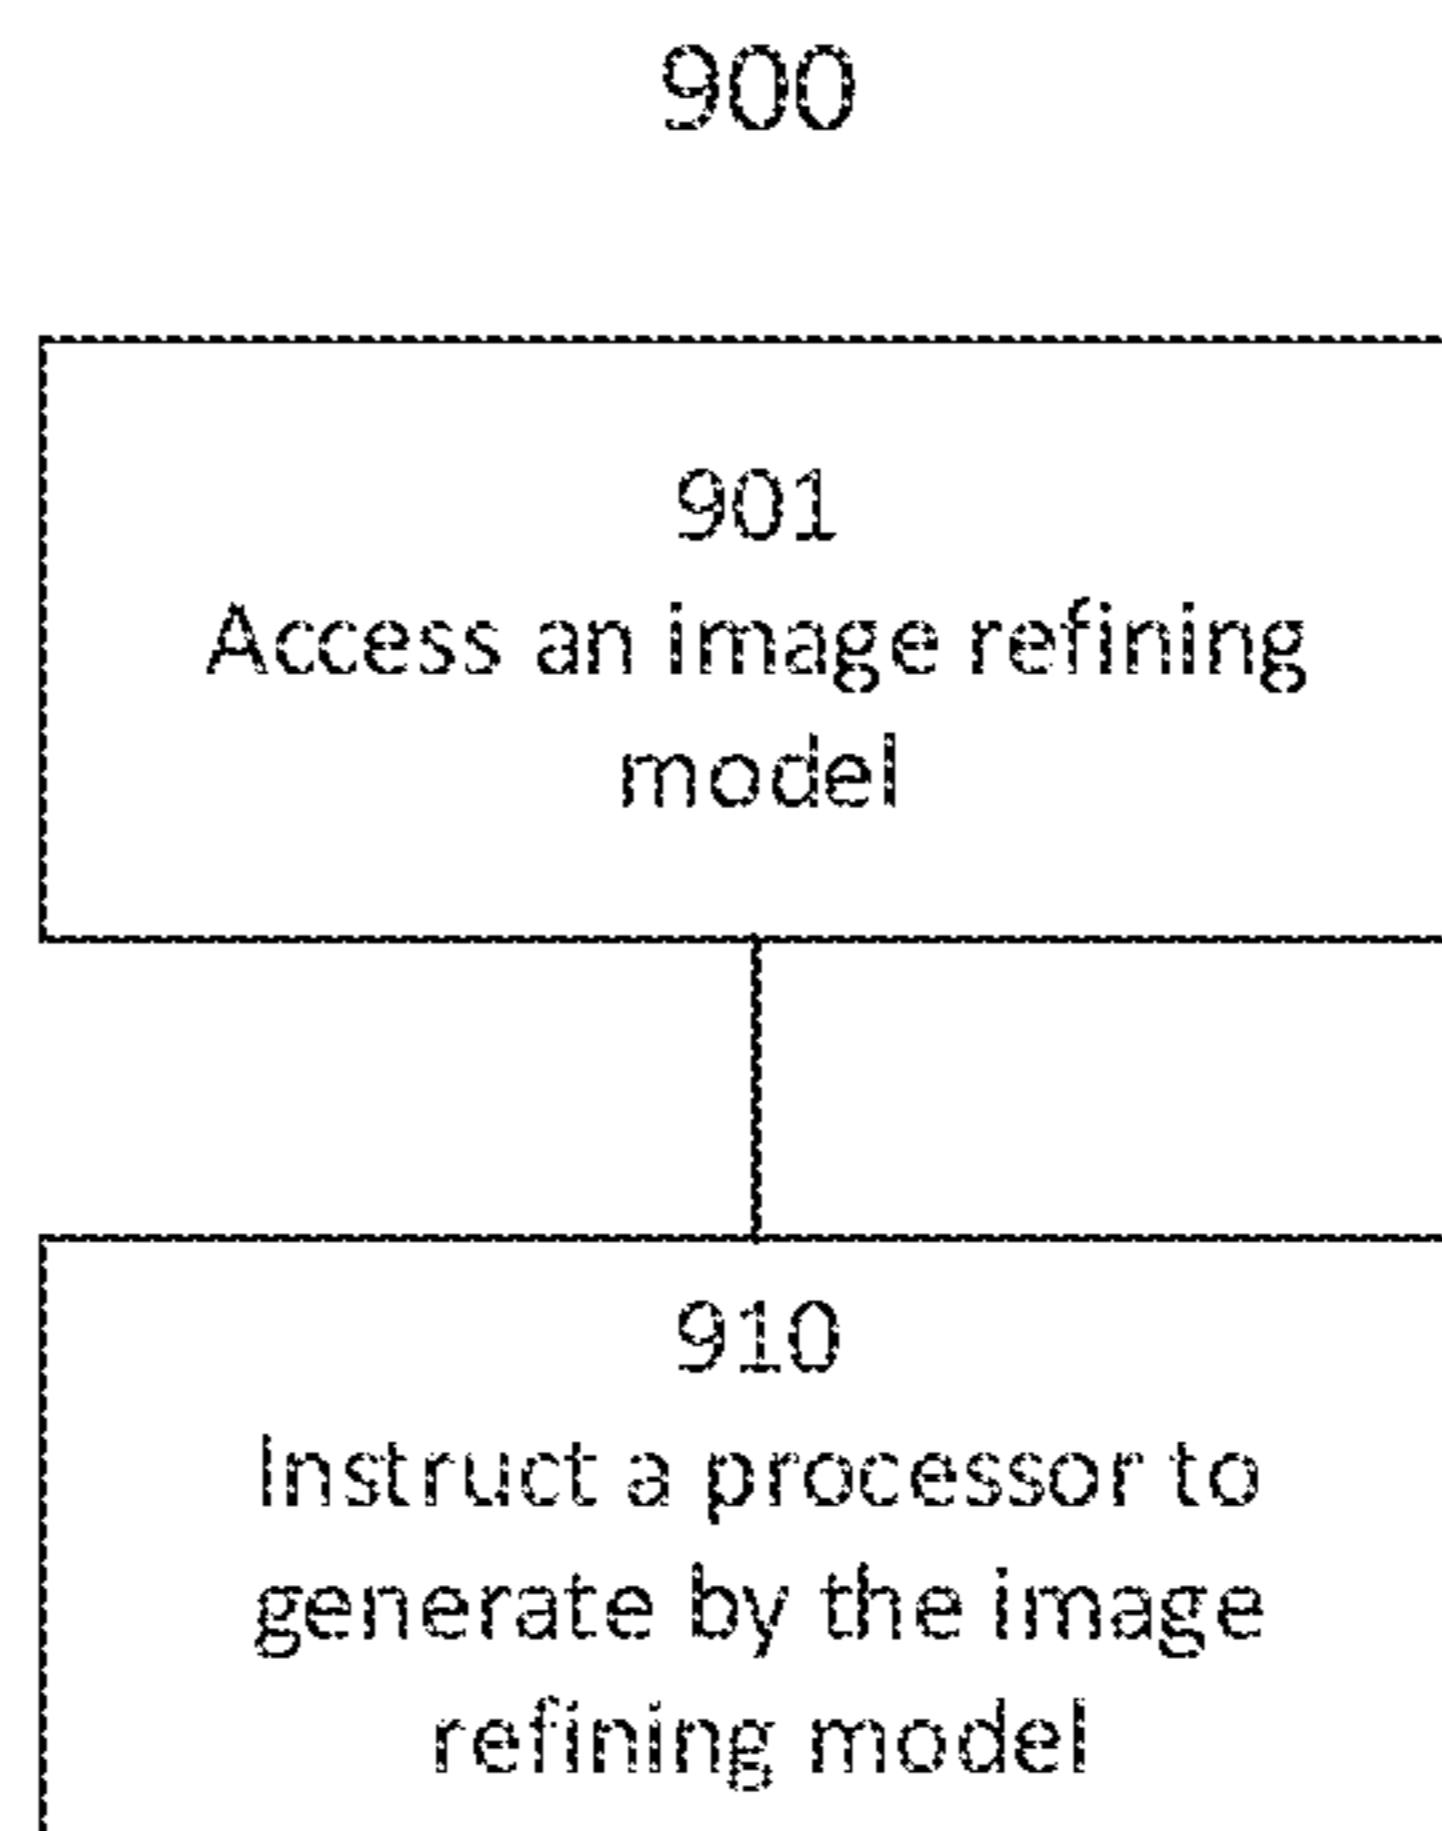 900
901
Access an image refining
model
910
Instruct a processor to
generate by the image
refining model